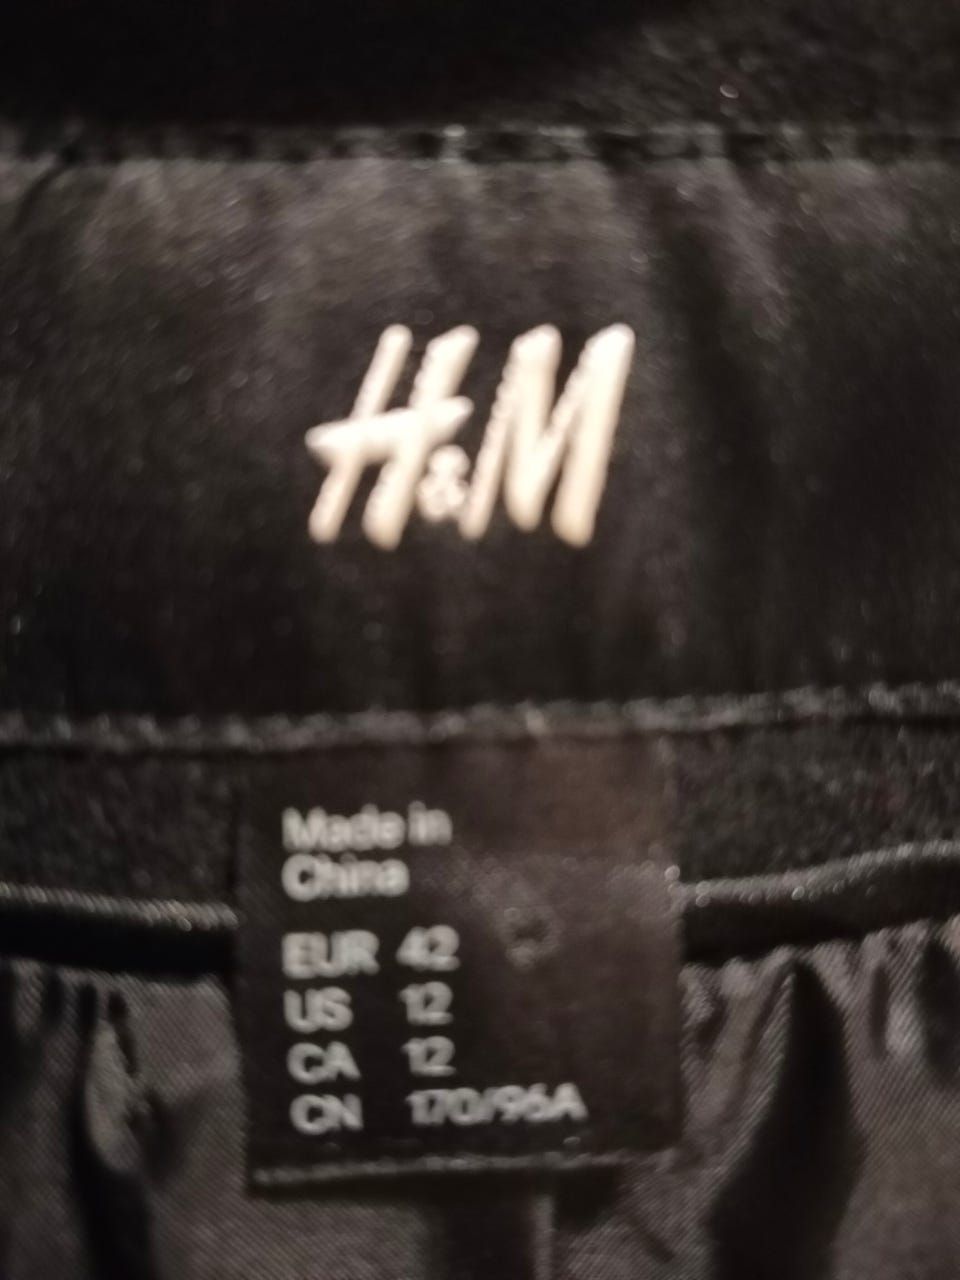 H&M
Made in
China
EUR 42
US 12
CA 12
CN 170/96A